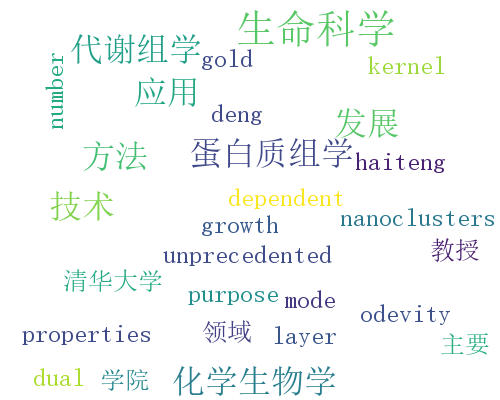 生命科学
代谢组学
gold
kernel
number
应用
deng
发展
方法
蛋白质组学
haiteng
技术
dependent
growth
nanoclusters
unprecedented
教授
清华大学
purpose
mode
odevity
properties
领域
layer
主要
dual
学院
化学生物学